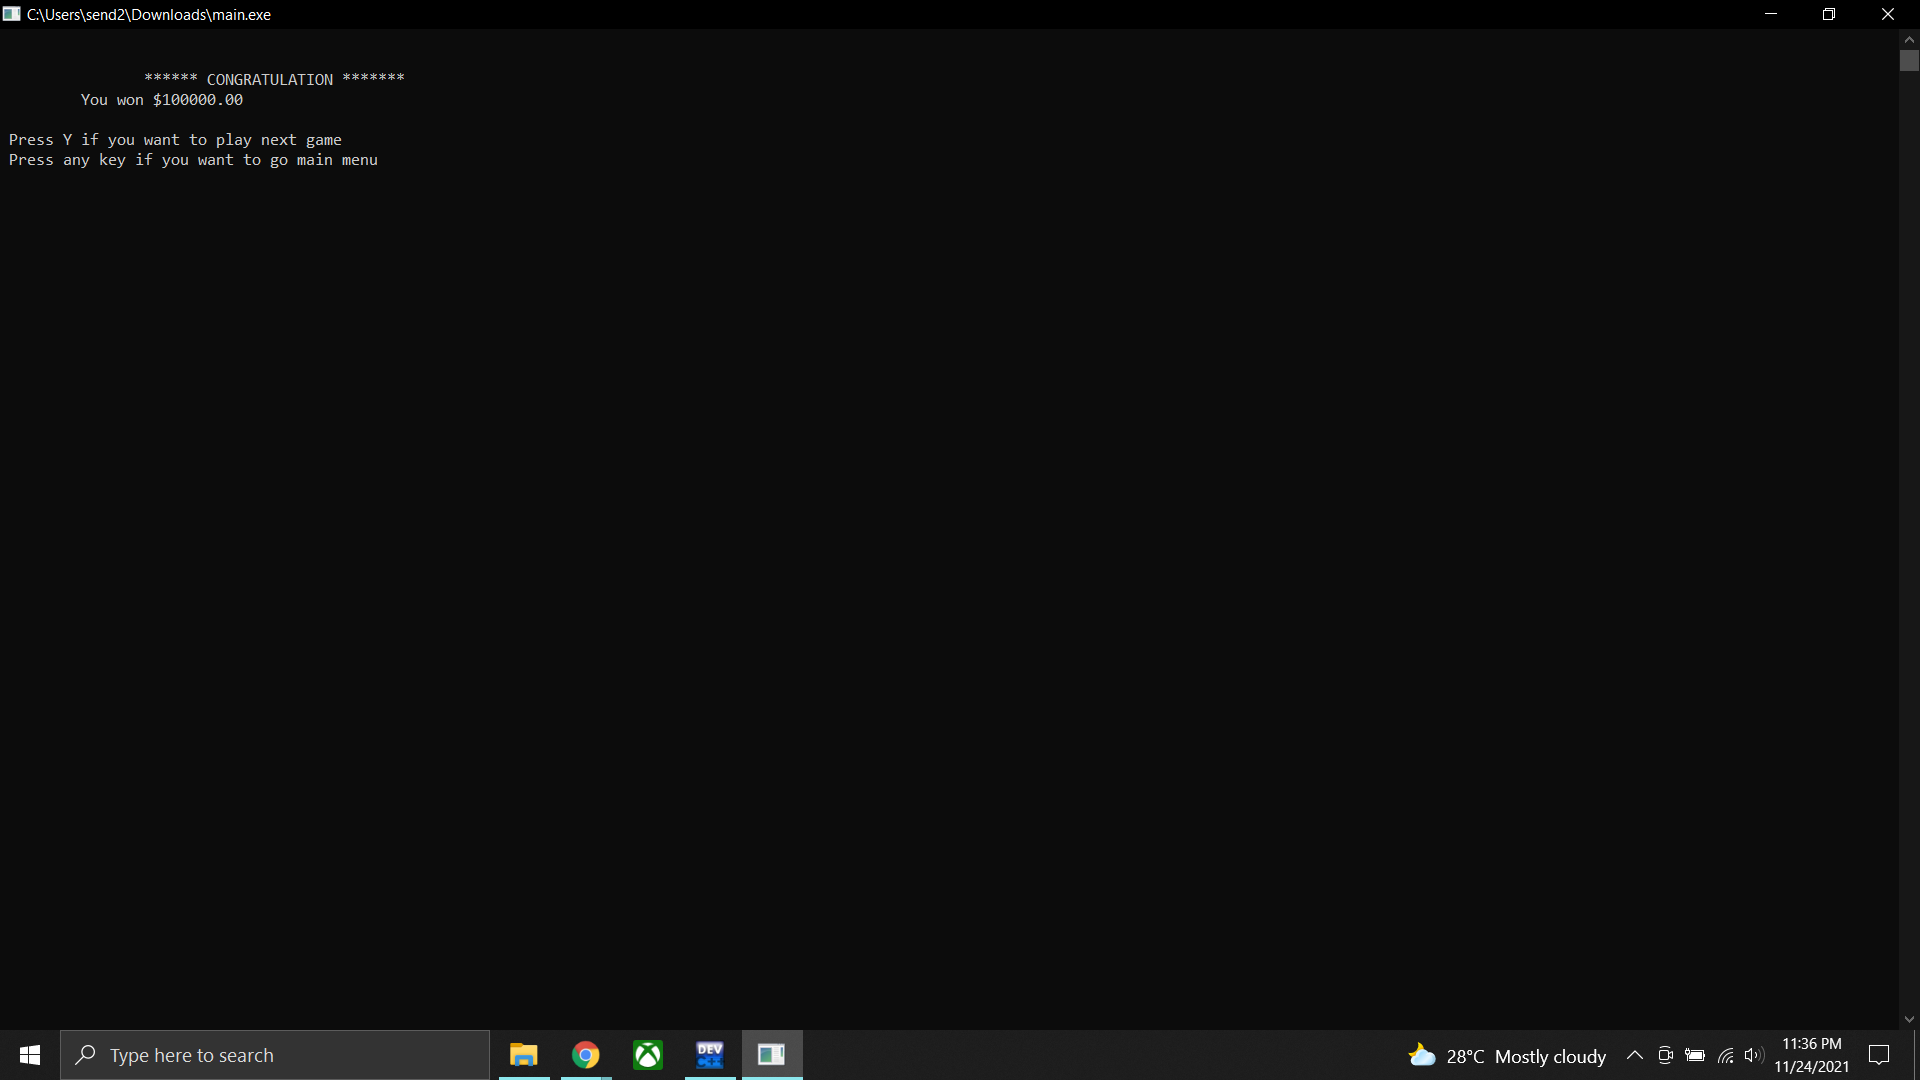 C:\Users\send2\Downloads\main.exe
****** CONGRATULATION *******
You won $100000.00
Press Y if you want to play next game
Press any key if you want to go main menu
Type here to search
DEV
C++
28°C Mostly cloudy
11:36 PM
11/24/2021